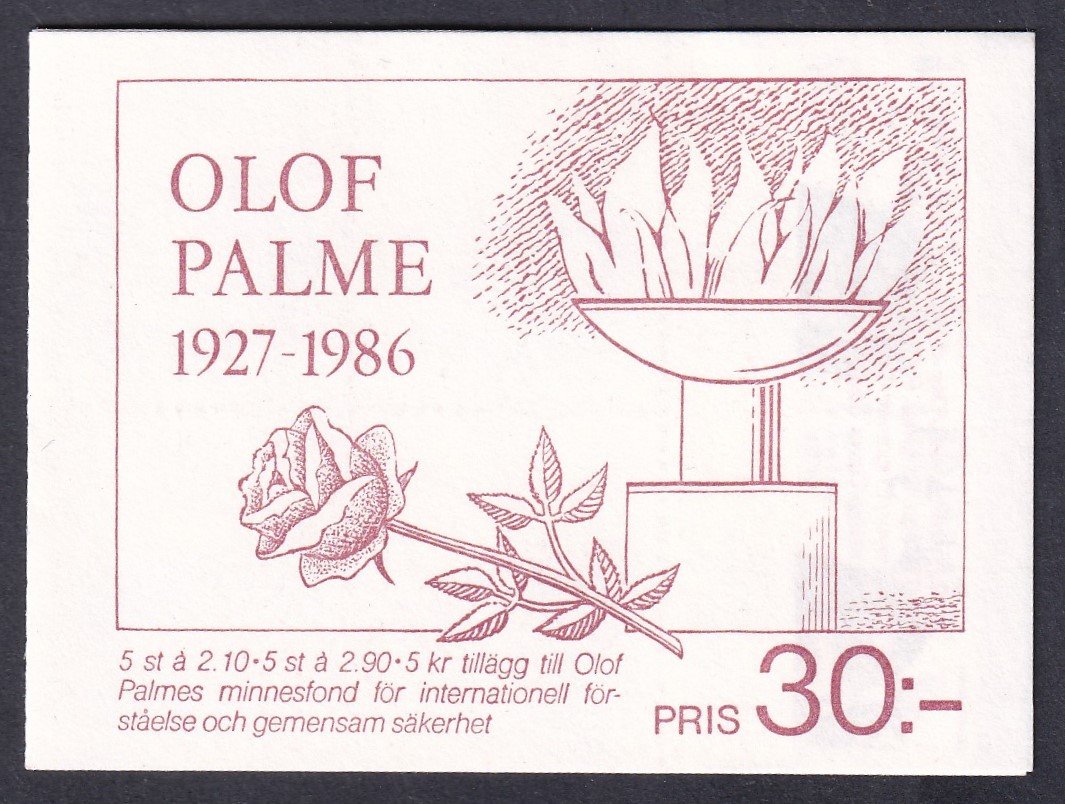 OLOF
PALME
1927-1986
5 st à 2.10•5 st à 2.90•5 kr tillägg till Olof
Palmes minnesfond för internationell för-
ståelse och gemensam säkerhet
PRIS 30:-